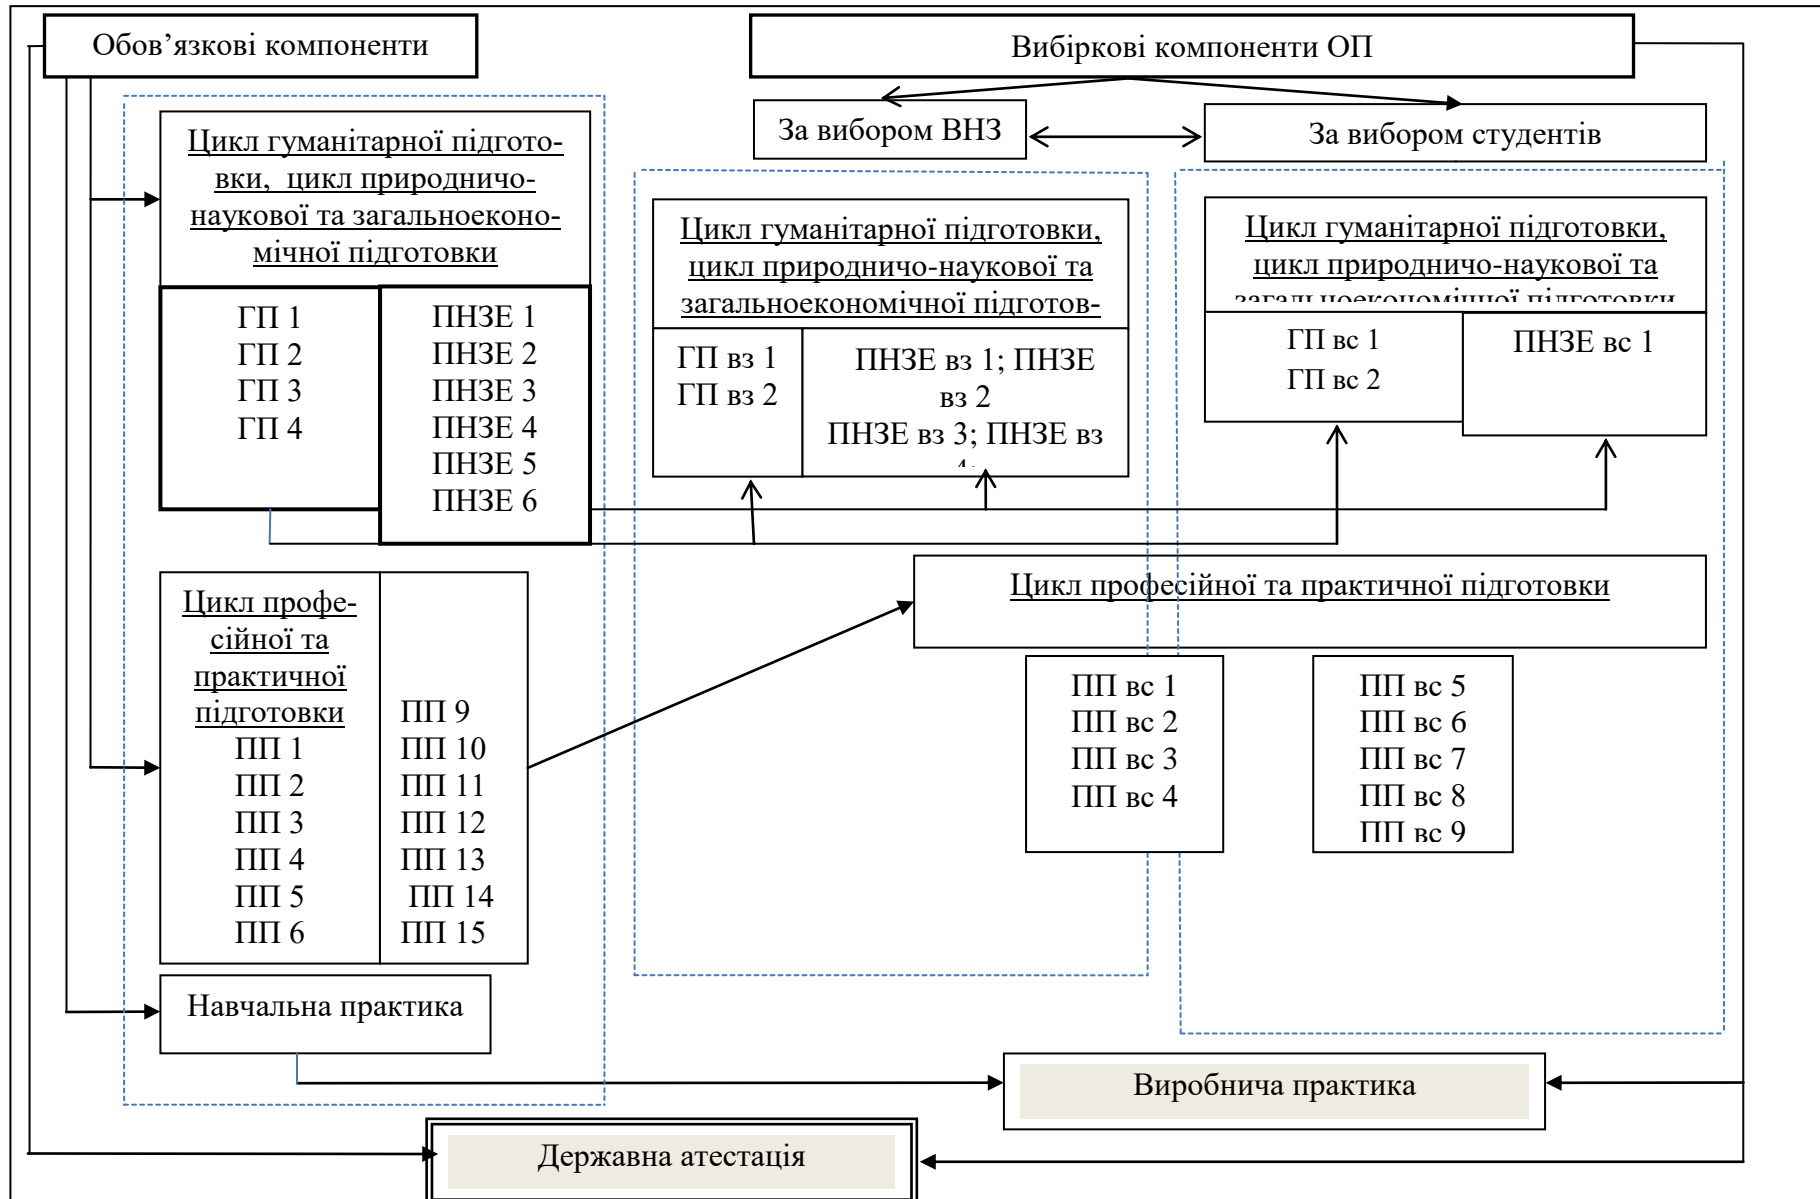 Обов’язкові компоненти
Вибіркові компоненти ОП
За вибором ВНЗ
За вибором студентів
Цикл гуманітарної підгото-
вки, цикл природничо-
наукової та загальноеконо-
мічної підготовки
ГП 1
ГП 2
ГП 3
ГП 4
ПНЗЕ 1
ПНЗЕ 2
ПНЗЕ 3
ПНЗЕ 4
ПНЗЕ 5
ПНЗЕ 6
Цикл гуманітарної підготовки,
цикл природничо-наукової та
загальноекономічної підготов-
ГП вз 1
ГП вз 2
ПНЗЕ вз 1; ПНЗЕ
вз 2
ПНЗЕ вз 3; ПНЗЕ вз
4;
Цикл гуманітарної підготовки,
цикл природничо-наукової та
загальноекономічної підготовки
ГП вс 1
ГП вс 2
ПНЗЕ вс 1
Цикл профе-
сійної та
практичної
підготовки
ПП 1
ПП 2
ПП 3
ПП 4
ПП 5
ПП 6
ПП 9
ПП 10
ПП 11
ПП 12
ПП 13
ПП 14
ПП 15
Цикл професійної та практичної підготовки
ПП вс 1
ПП вс 2
ПП вс 3
ПП вс 4
ПП вс 5
ПП вс 6
ПП вс 7
ПП вс 8
ПП вс 9
Навчальна практика
Виробнича практика
Державна атестація